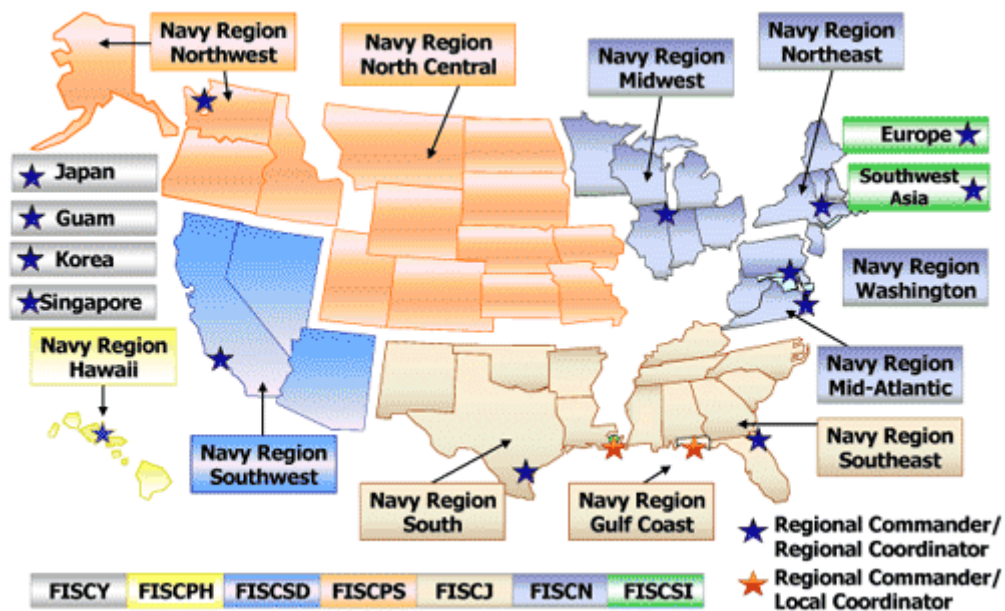 Navy Region
Northwest
Navy Region
North Central
Navy Region
Midwest
Navy Region
Northeast
Europe
Southwest
Asia
Japan
Guam
Korea
Singapore
Navy Region
Washington
Navy Region
Hawaii
Navy Region
Mid-Atlantic
Navy Region
Southwest
Navy Region
South
Navy Region
Gulf Coast
Navy Region
Southeast
Regional Commander/
Regional Coordinator
Regional Commander/
Local Coordinator
FISCY FISCPH FISCSD FISCPS FISCJ FISCN FISCSI